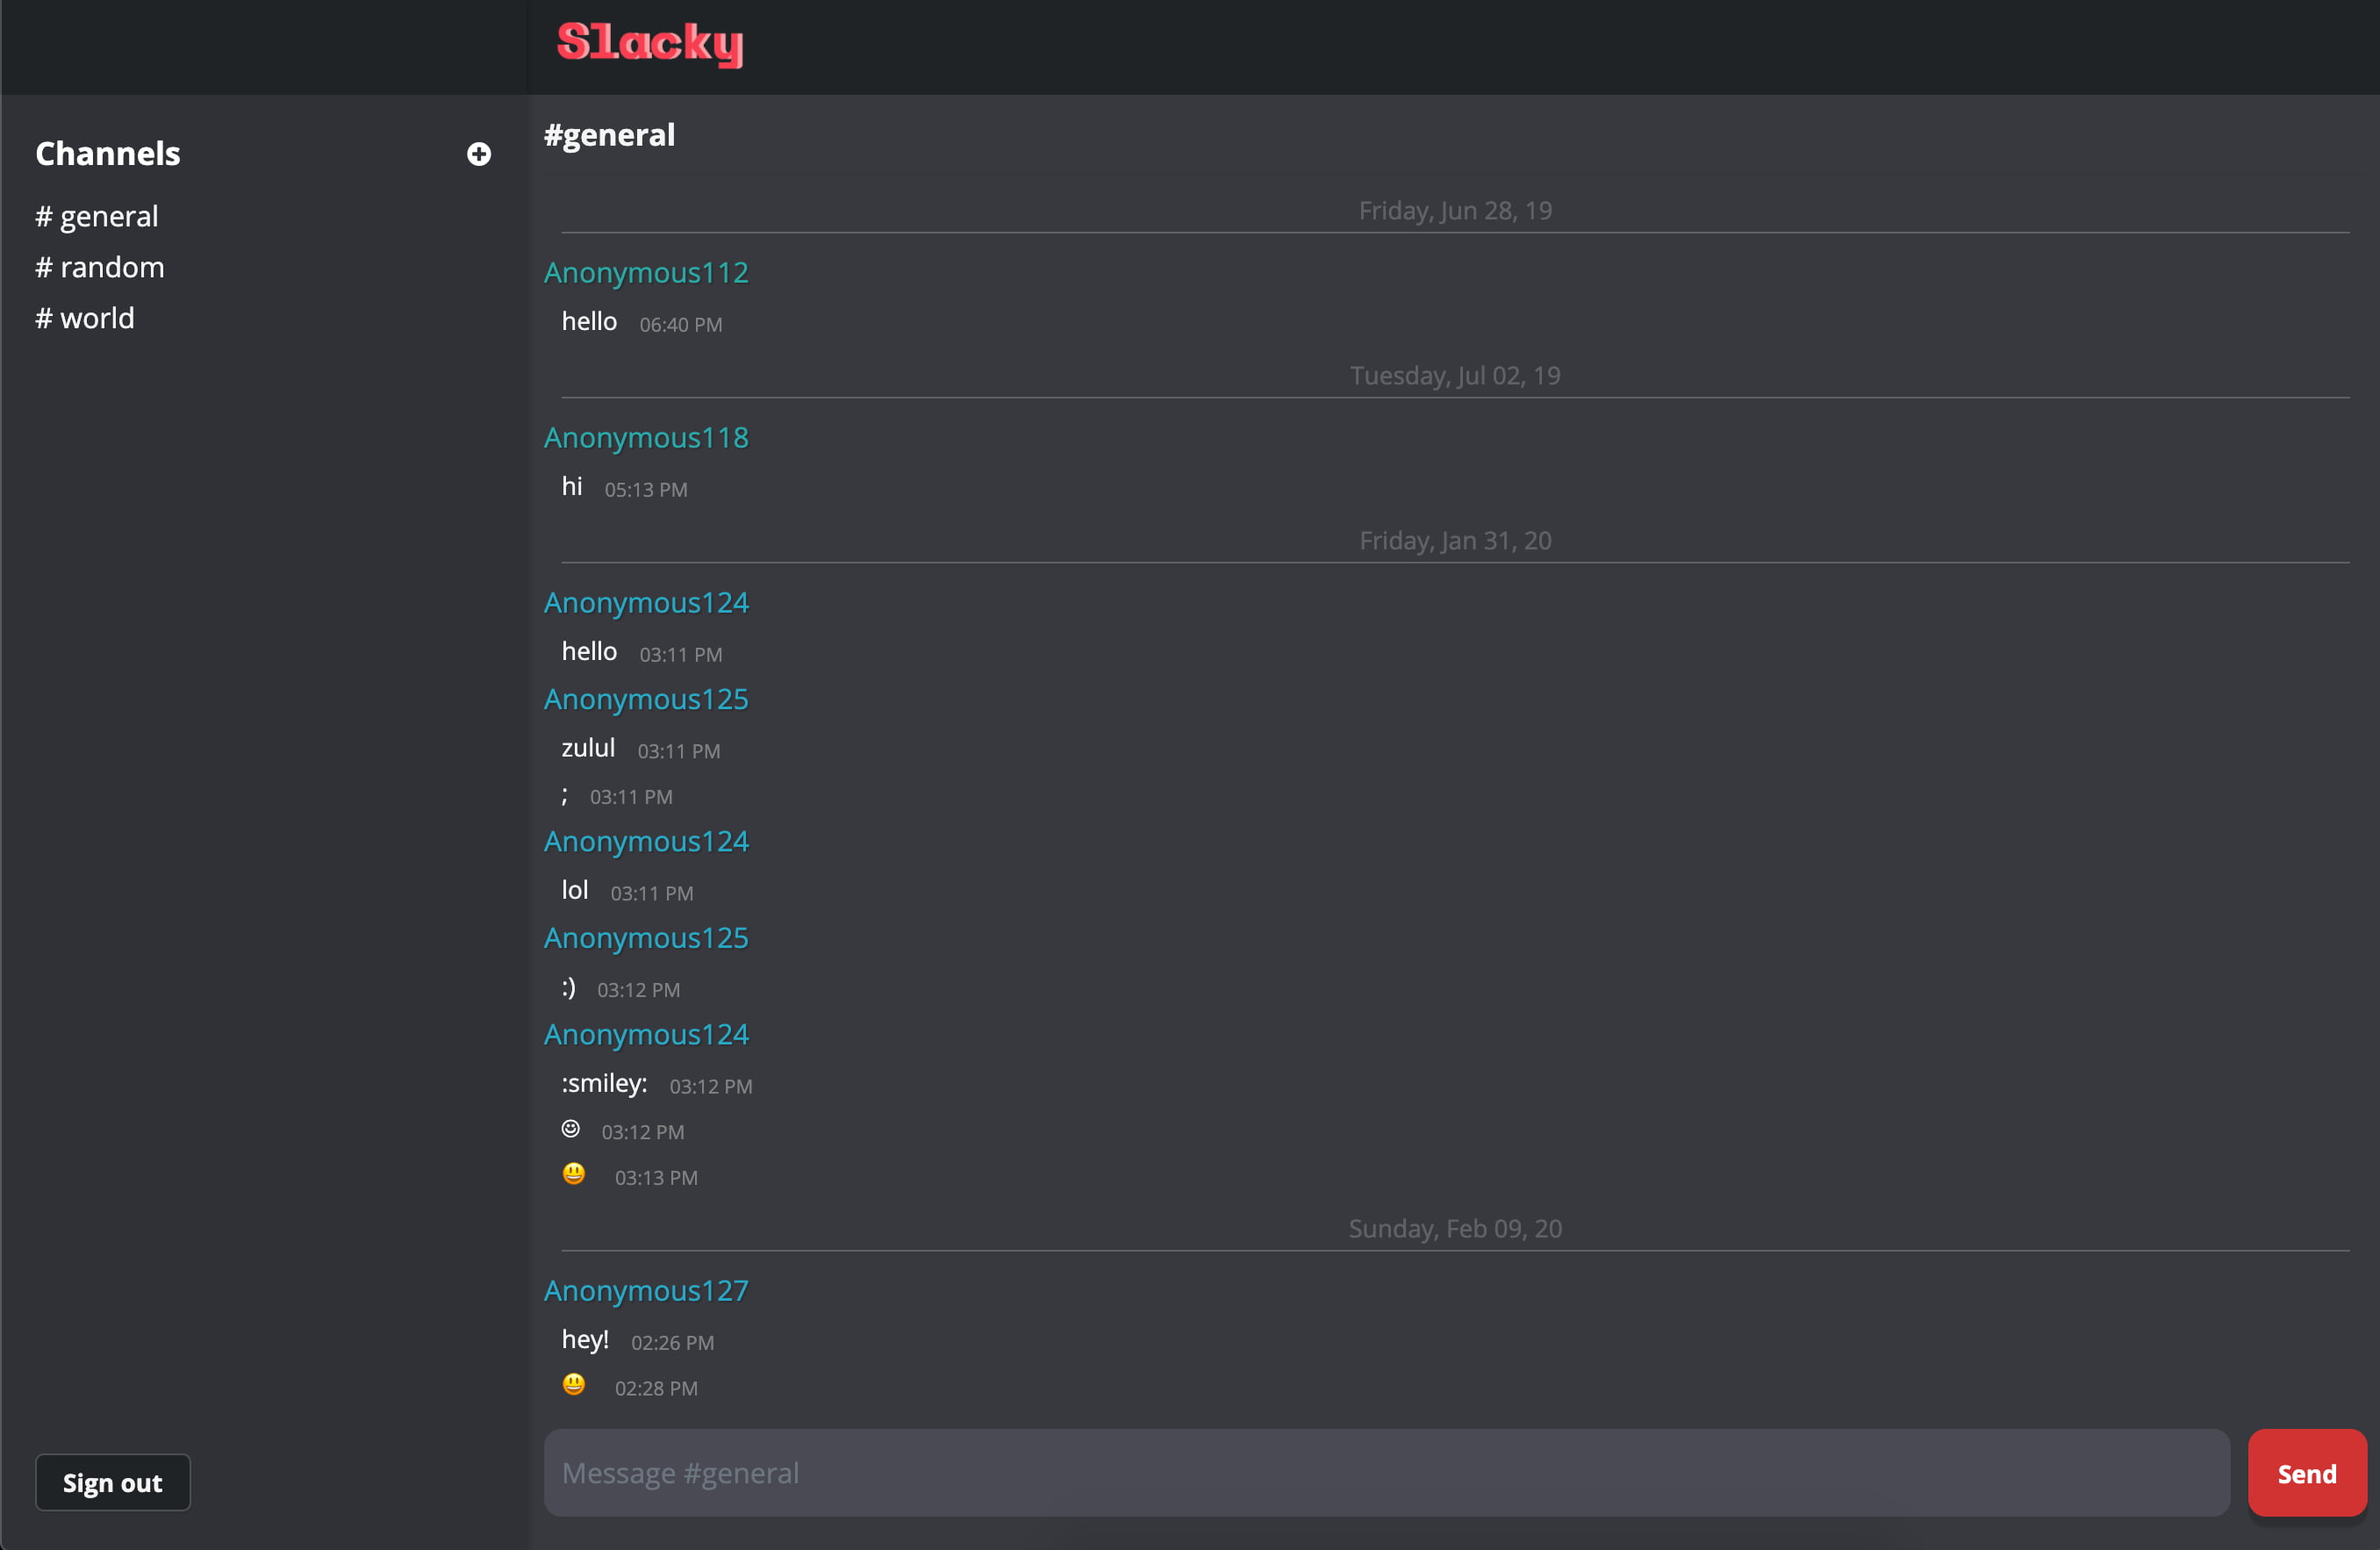 Slacky
Channels
# general
# random
# world
Sign out
#general
Friday, Jun 28, 19
Anonymous112
hello 06:40 PM
Tuesday, Jul 02, 19
Anonymous118
hi 05:13 PM
Friday, Jan 31, 20
Anonymous124
hello 03:11 PM
Anonymous125
zulul 03:11 PM
; 03:11 PM
Anonymous124
lol 03:11 PM
Anonymous125
:) 03:12 PM
Anonymous124
:smiley: 03:12 PM
☺ 03:12 PM
😃 03:13 PM
Sunday, Feb 09, 20
Anonymous127
hey! 02:26 PM
😃 02:28 PM
Message #general
Send